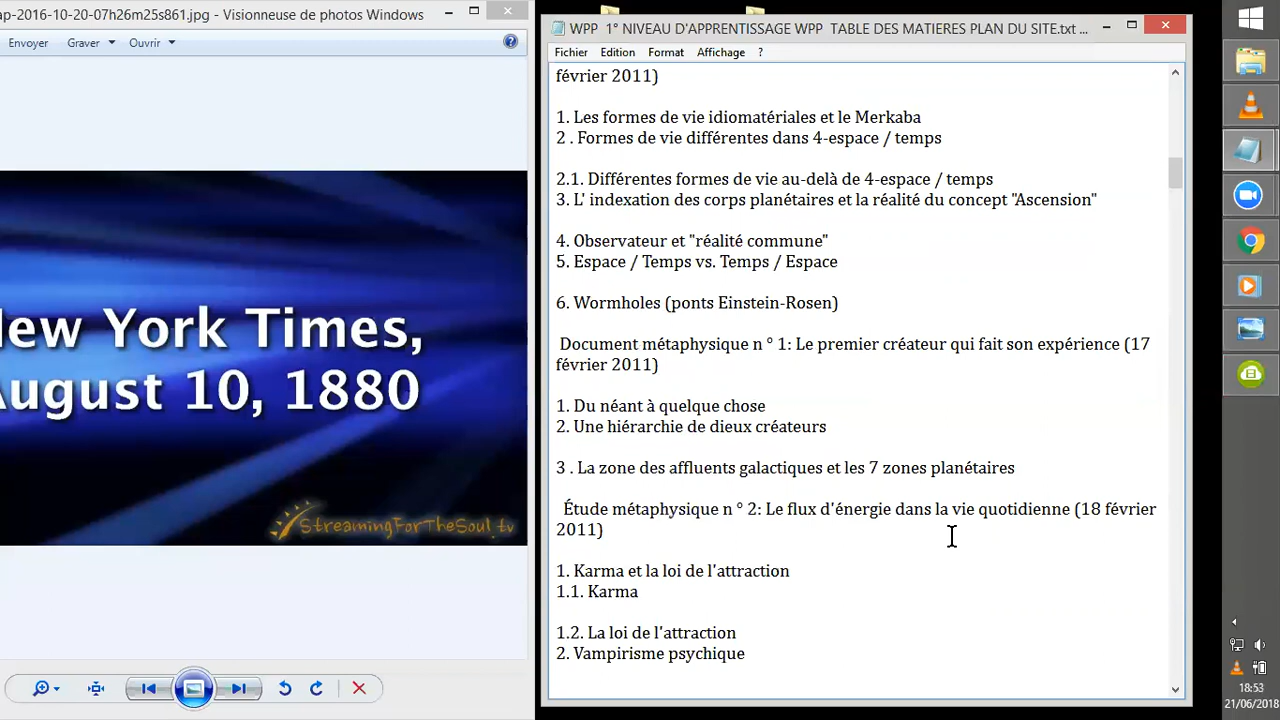 ap-2016-10-20-07h26m25s861.jpg - Visionneuse de photos Windows
Envoyer Graver Ouvrir
New York Times,
August 10, 1880
StreamingForTheSoul.tv
WPP 1° NIVEAU D'APPRENTISSAGE WPP TABLE DES MATIERES PLAN DU SITE.txt ...
Fichier Edition Format Affichage ?
février 2011)
1. Les formes de vie idiomatériales et le Merkaba
2 . Formes de vie différentes dans 4-espace / temps
2.1. Différentes formes de vie au-delà de 4-espace / temps
3. L' indexation des corps planétaires et la réalité du concept "Ascension"
4. Observateur et "réalité commune"
5. Espace / Temps vs. Temps / Espace
6. Wormholes (ponts Einstein-Rosen)
Document métaphysique n ° 1: Le premier créateur qui fait son expérience (17
février 2011)
1. Du néant à quelque chose
2. Une hiérarchie de dieux créateurs
3 . La zone des affluents galactiques et les 7 zones planétaires
Étude métaphysique n ° 2: Le flux d'énergie dans la vie quotidienne (18 février
2011)
1. Karma et la loi de l'attraction
1.1. Karma
1.2. La loi de l'attraction
2. Vampirisme psychique
18:53
21/06/2018